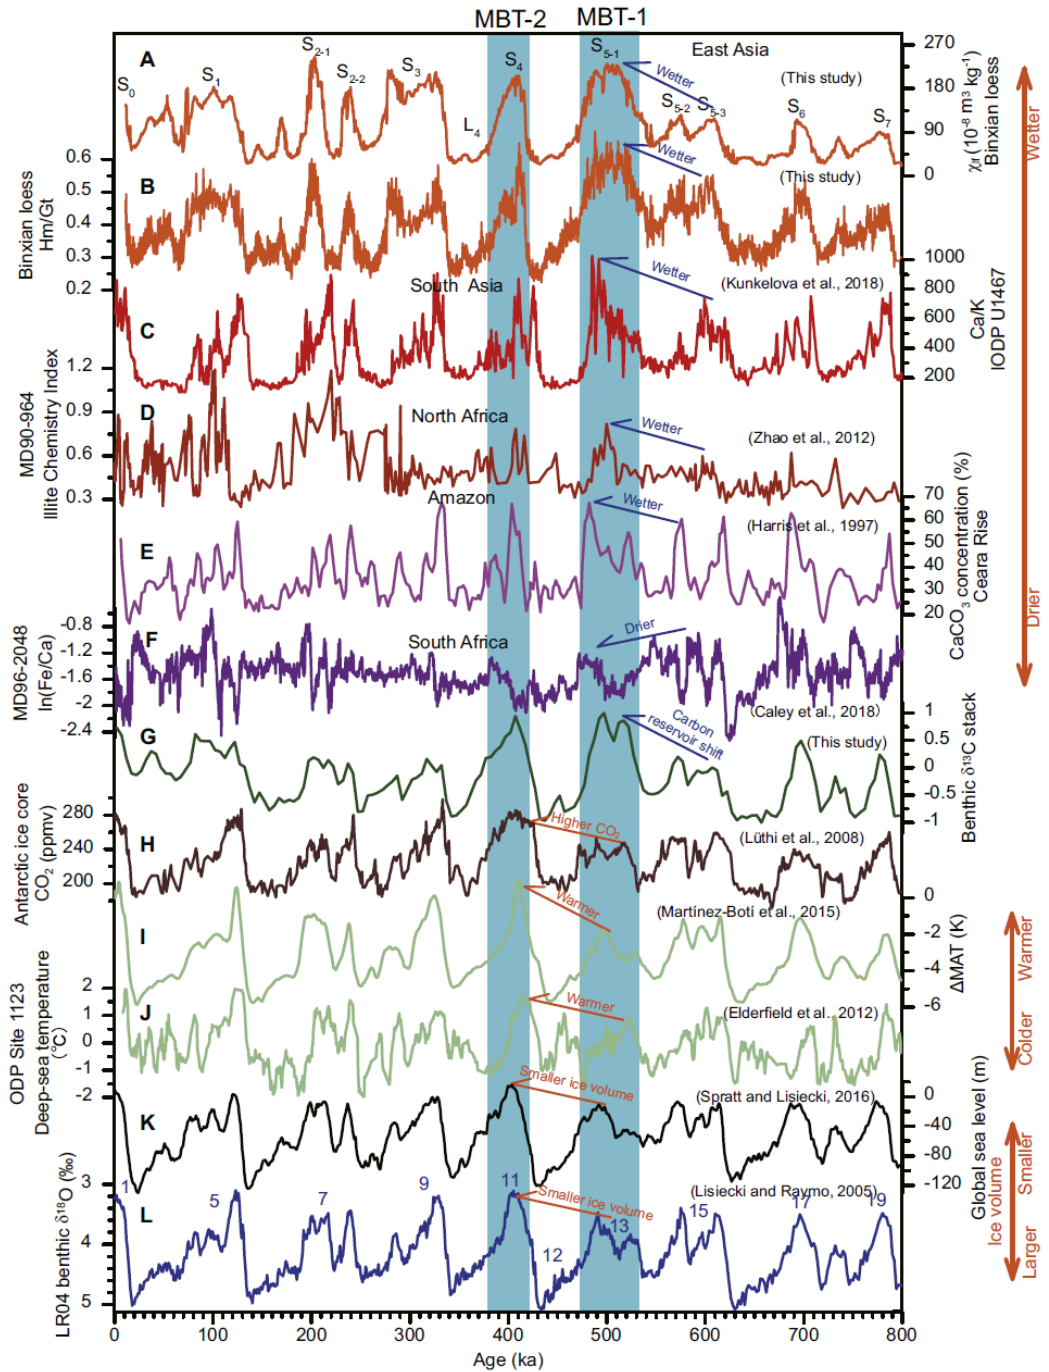 MBT-2
MBT-1
A
S0
S1
S2-1
S2-2
S3
L4
S4
S5-1
S5-2
S5-3
S6
S7
East Asia
(This study)
Wetter
270
180
90
0
χlf (10-8 m3 kg-1)
Binxian loess
B
Wetter
(This study)
0.6
0.5
0.4
0.3
0.2
Binxian loess
Hm/Gt
C
South Asia
Wetter
(Kunkelova et al., 2018)
1000
800
600
400
200
Ca/K
IODP U1467
D
North Africa
Wetter
(Zhao et al., 2012)
1.2
0.9
0.6
0.3
MD90-964
Illite Chemistry Index
E
Amazon
Wetter
(Harris et al., 1997)
70
60
50
40
30
20
CaCO3 concentration (%)
Ceara Rise
F
South Africa
Drier
(Caley et al., 2018)
-0.8
-1.2
-1.6
-2
-2.4
MD96-2048
ln(Fe/Ca)
G
Carbon
reservoir shift
(This study)
1
0.5
0
-0.5
-1
Benthic δ13C stack
H
Higher CO2
(Lüthi et al., 2008)
280
240
200
Antarctic ice core
CO2 (ppmv)
I
Warmer
(Martínez-Botí et al., 2015)
0
-2
-4
-6
ΔMAT (K)
J
Warmer
(Elderfield et al., 2012)
2
1
0
-1
-2
ODP Site 1123
Deep-sea temperature
(°C)
K
Smaller ice volume
(Spratt and Lisiecki, 2016)
0
-40
-80
-120
Global sea level (m)
L
Smaller ice volume
(Lisiecki and Raymo, 2005)
1
5
7
9
11
12
13
15
17
19
3
4
5
LR04 benthic δ18O (‰)
Wetter
Drier
Warmer
Colder
Ice volume
Smaller
Larger
0
100
200
300
400
500
600
700
800
Age (ka)